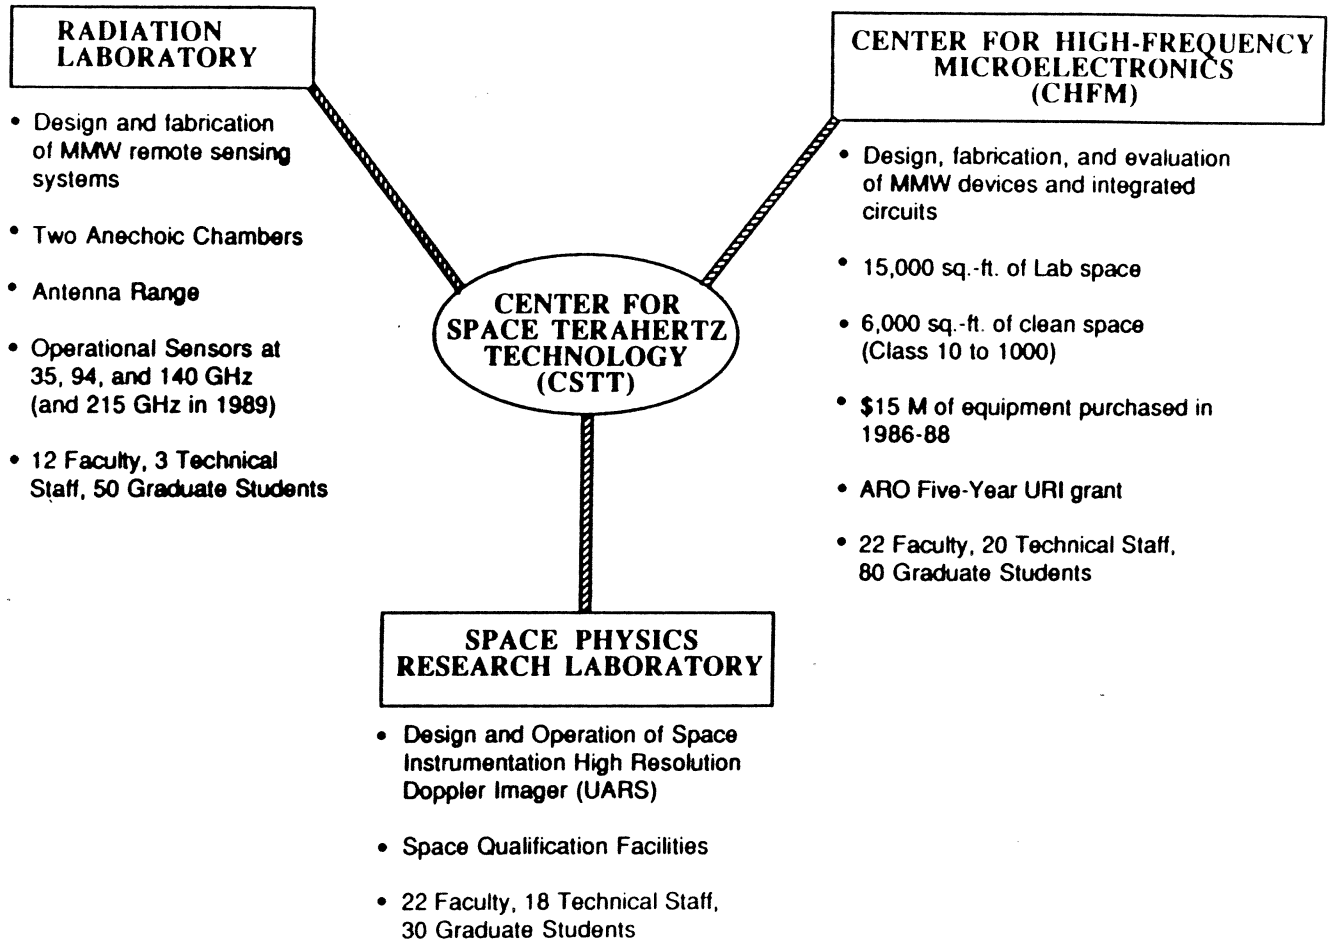 RADIATION
LABORATORY
• Design and fabrication
of MMW remote sensing
systems
• Two Anechoic Chambers
• Antenna Range
• Operational Sensors at
35, 94, and 140 GHz
(and 215 GHz in 1989)
• 12 Faculty, 3 Technical
Staff, 50 Graduate Students
CENTER FOR HIGH-FREQUENCY
MICROELECTRONICS
(CHFM)
• Design, fabrication, and evaluation
of MMW devices and integrated
circuits
• 15,000 sq.-ft. of Lab space
• 6,000 sq.-ft. of clean space
(Class 10 to 1000)
• $15 M of equipment purchased in
1986-88
• ARO Five-Year URI grant
• 22 Faculty, 20 Technical Staff,
80 Graduate Students
CENTER FOR
SPACE TERAHERTZ
TECHNOLOGY
(CSTT)
SPACE PHYSICS
RESEARCH LABORATORY
• Design and Operation of Space
Instrumentation High Resolution
Doppler Imager (UARS)
• Space Qualification Facilities
• 22 Faculty, 18 Technical Staff,
30 Graduate Students